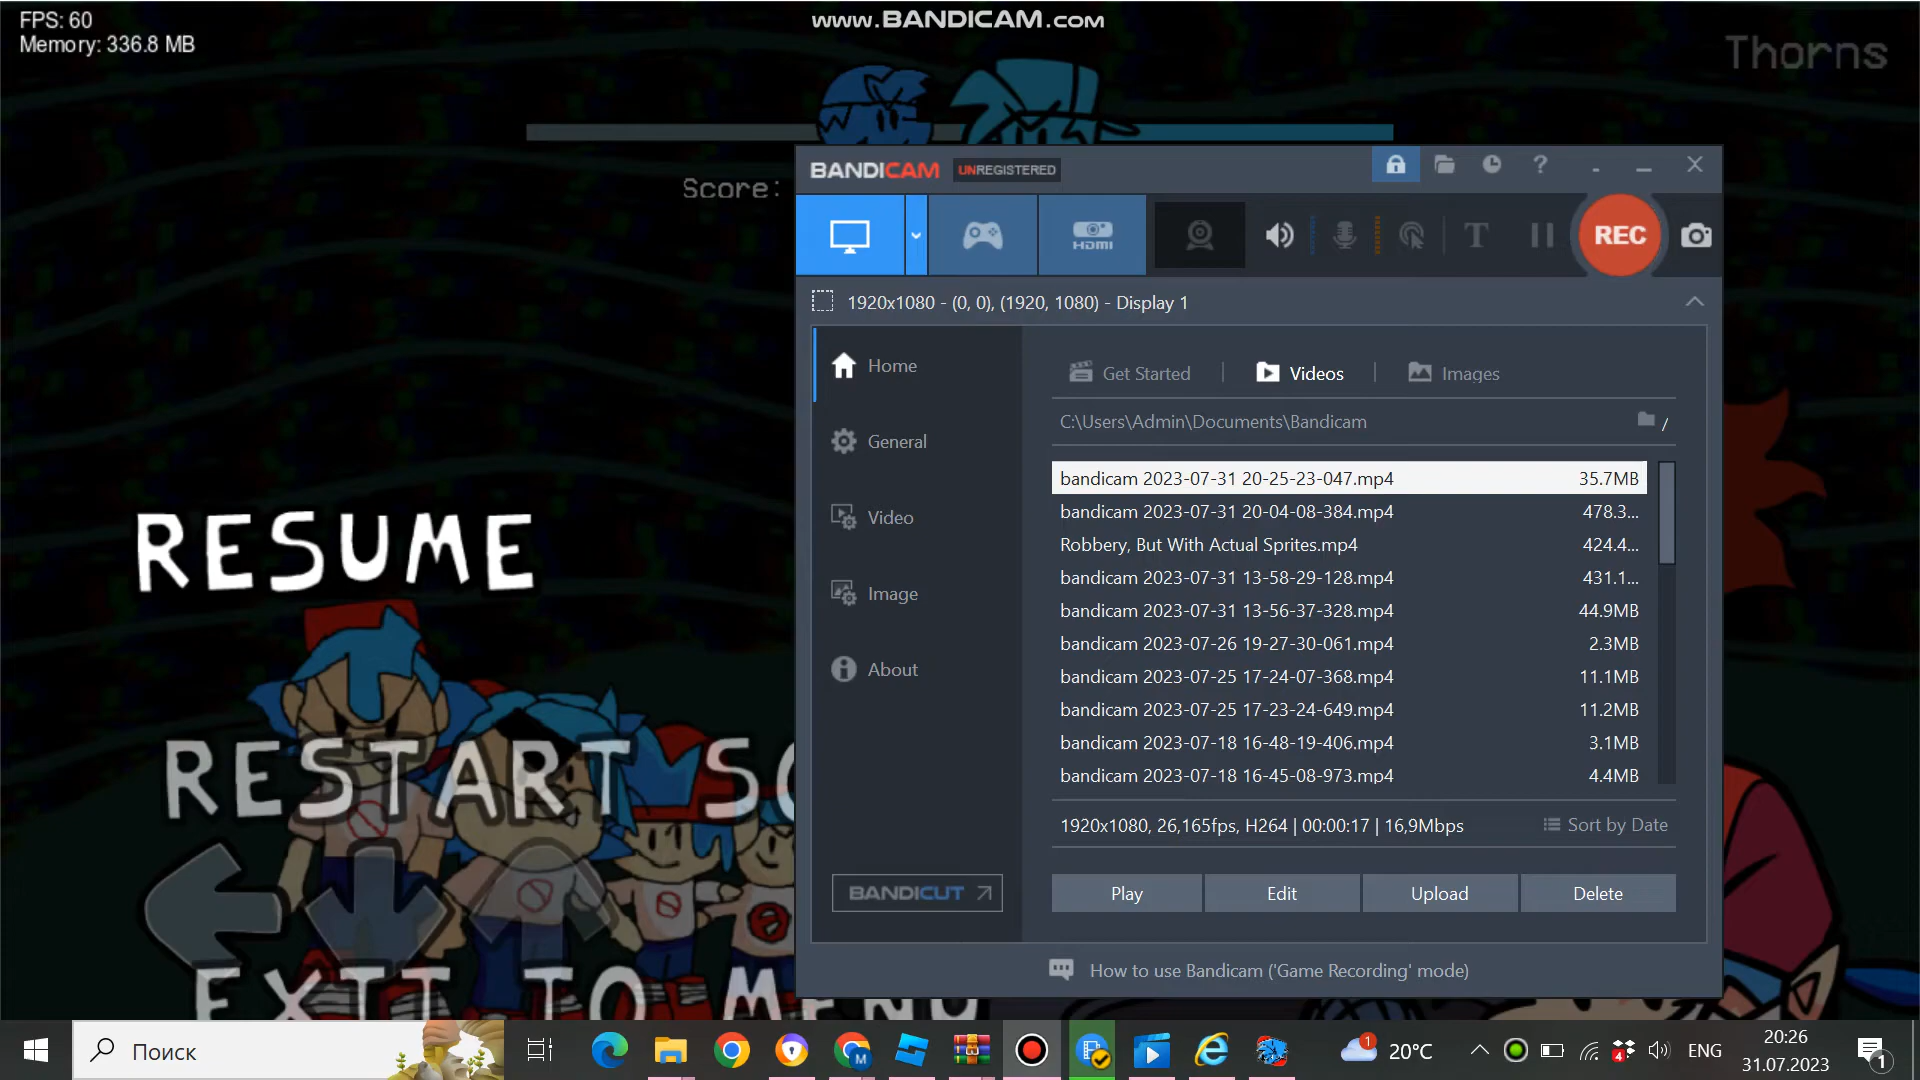 FPS: 60
Memory: 336.8 MB
www.BANDICAM.com
Thorns
Score:
BANDICAM UNREGISTERED
?
HDMI
T
REC
1920x1080 - (0, 0), (1920, 1080) - Display 1
Home
General
Video
Image
About
BANDICUT
Get Started
Videos
Images
C:\Users\Admin\Documents\Bandicam
/
bandicam 2023-07-31 20-25-23-047.mp4 35.7MB
bandicam 2023-07-31 20-04-08-384.mp4 478.3...
Robbery, But With Actual Sprites.mp4 424.4...
bandicam 2023-07-31 13-58-29-128.mp4 431.1...
bandicam 2023-07-31 13-56-37-328.mp4 44.9MB
bandicam 2023-07-26 19-27-30-061.mp4 2.3MB
bandicam 2023-07-25 17-24-07-368.mp4 11.1MB
bandicam 2023-07-25 17-23-24-649.mp4 11.2MB
bandicam 2023-07-18 16-48-19-406.mp4 3.1MB
bandicam 2023-07-18 16-45-08-973.mp4 4.4MB
1920x1080, 26,165fps, H264 | 00:00:17 | 16,9Mbps
Sort by Date
Play
Edit
Upload
Delete
How to use Bandicam ('Game Recording' mode)
RESUME
RESTART SO
EXIT TO MENU
Поиск
M
1
20°C
4
ENG
20:26
31.07.2023
1